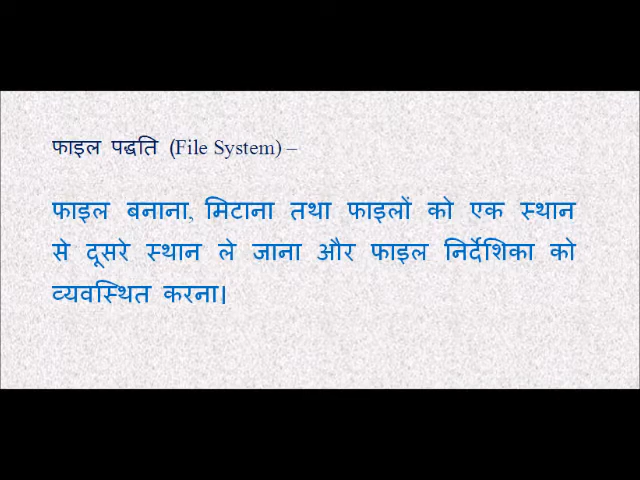 फाइल पद्धति (File System) –
फाइल बनाना, मिटाना तथा फाइलों को एक स्थान
से दूसरे स्थान ले जाना और फाइल निर्देशिका को
व्यवस्थित करना।